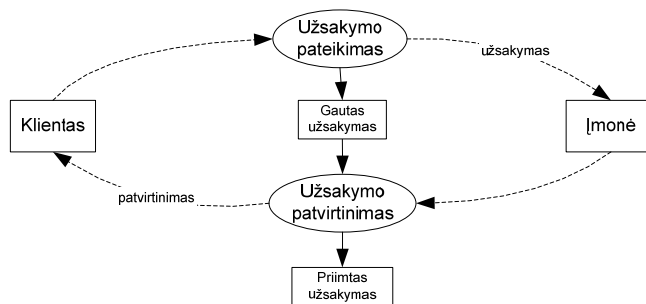 Užsakymo
pateikimas
užsakymas
Klientas
Gautas
užsakymas
Įmonė
patvirtinimas
Užsakymo
patvirtinimas
Priimtas
užsakymas